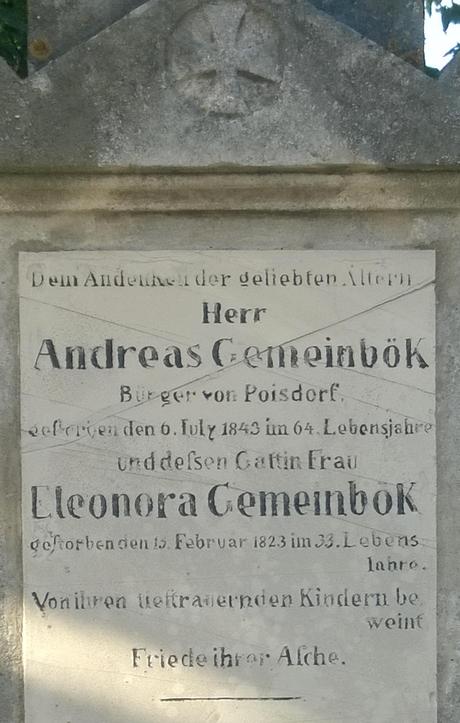 Dem Andenken der geliebten Ältern
Herr
Andreas Gemeinbök
Bürger von Poisdorf,
geſtorben den 6. July 1843 im 64. Lebensjahre
und deſsen Gattin Frau
Eleonora Gemeinbök
geſtorben den 15. Februar 1823 im 33. Lebens
Iahre.
Von ihren tieftrauernden Kindern be
weint
Friede ihrer Aſche.